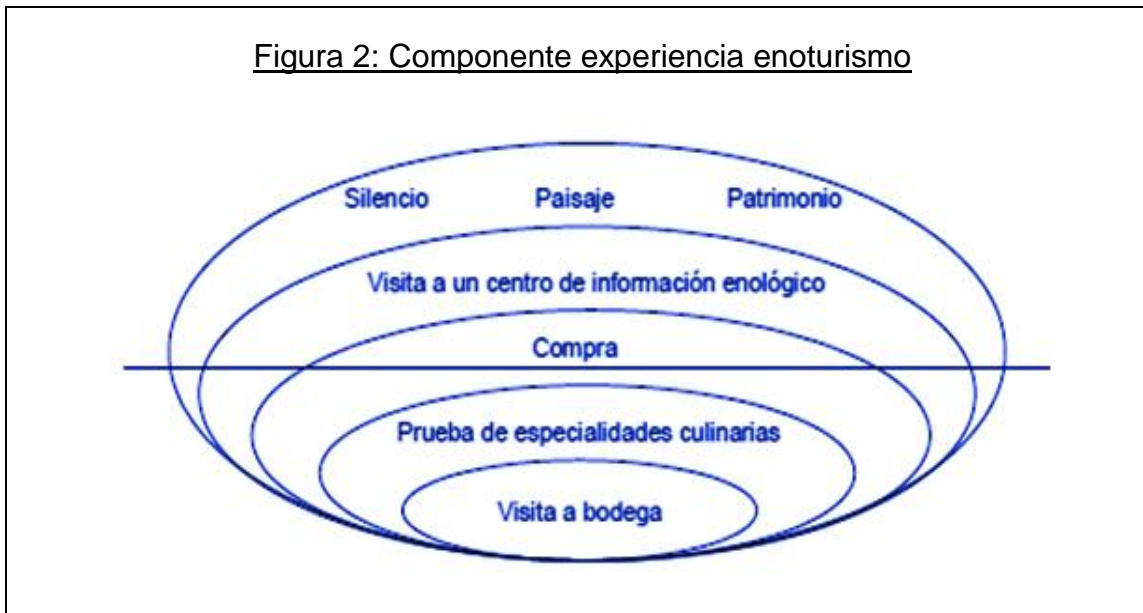 Figura 2: Componente experiencia enoturismo
Silencio Paisaje Patrimonio
Visita a un centro de información enológico
Compra
Prueba de especialidades culinarias
Visita a bodega